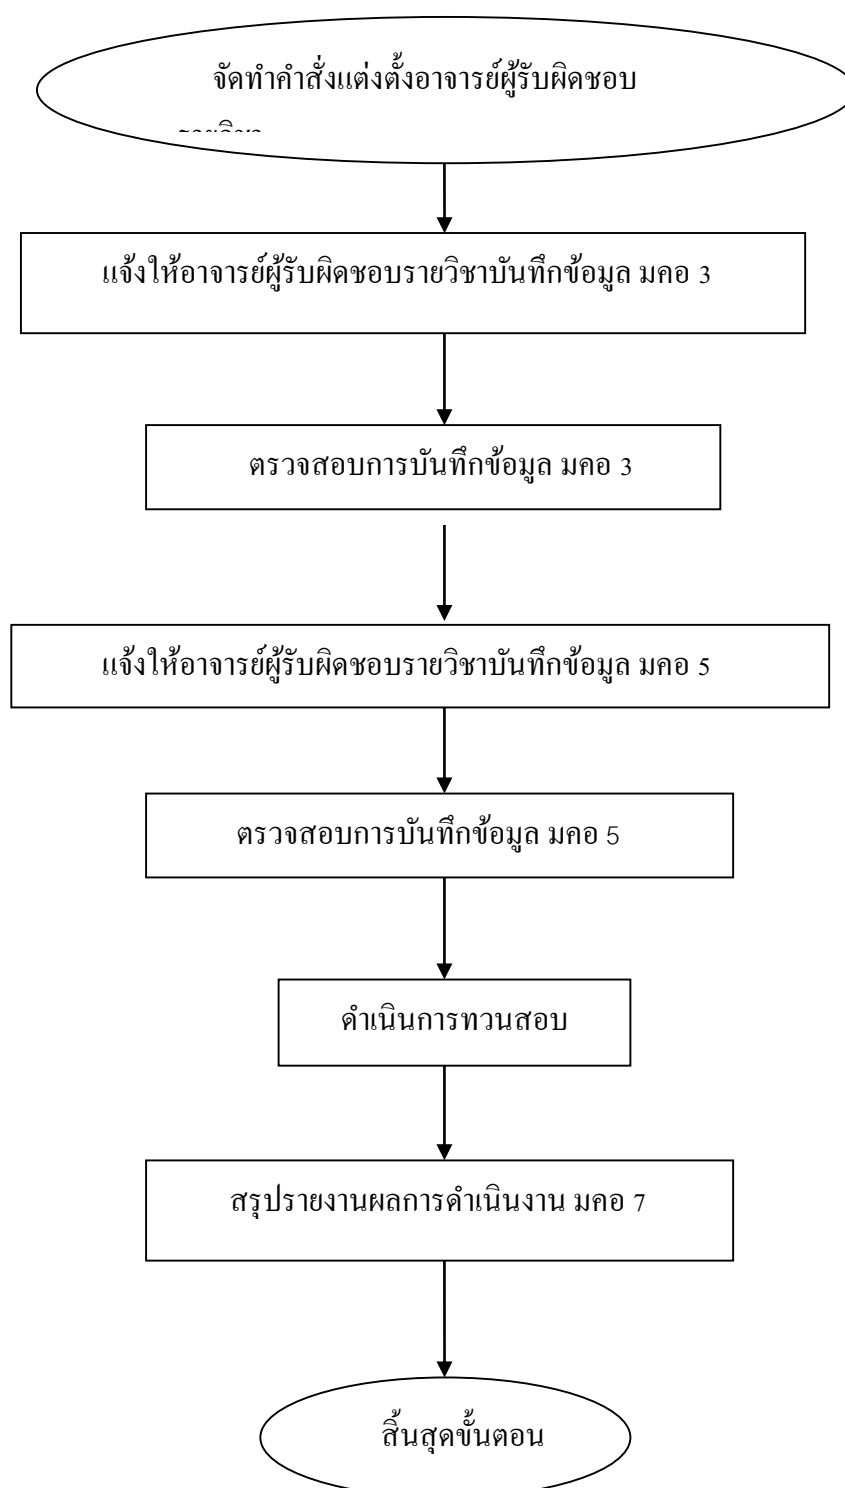 จัดทำคำสั่งแต่งตั้งอาจารย์ผู้รับผิดชอบ
แจ้งให้อาจารย์ผู้รับผิดชอบรายวิชาบันทึกข้อมูล มคอ 3
ตรวจสอบการบันทึกข้อมูล มคอ 3
แจ้งให้อาจารย์ผู้รับผิดชอบรายวิชาบันทึกข้อมูล มคอ 5
ตรวจสอบการบันทึกข้อมูล มคอ 5
ดำเนินการทวนสอบ
สรุปรายงานผลการดำเนินงาน มคอ 7
สิ้นสุดขั้นตอน